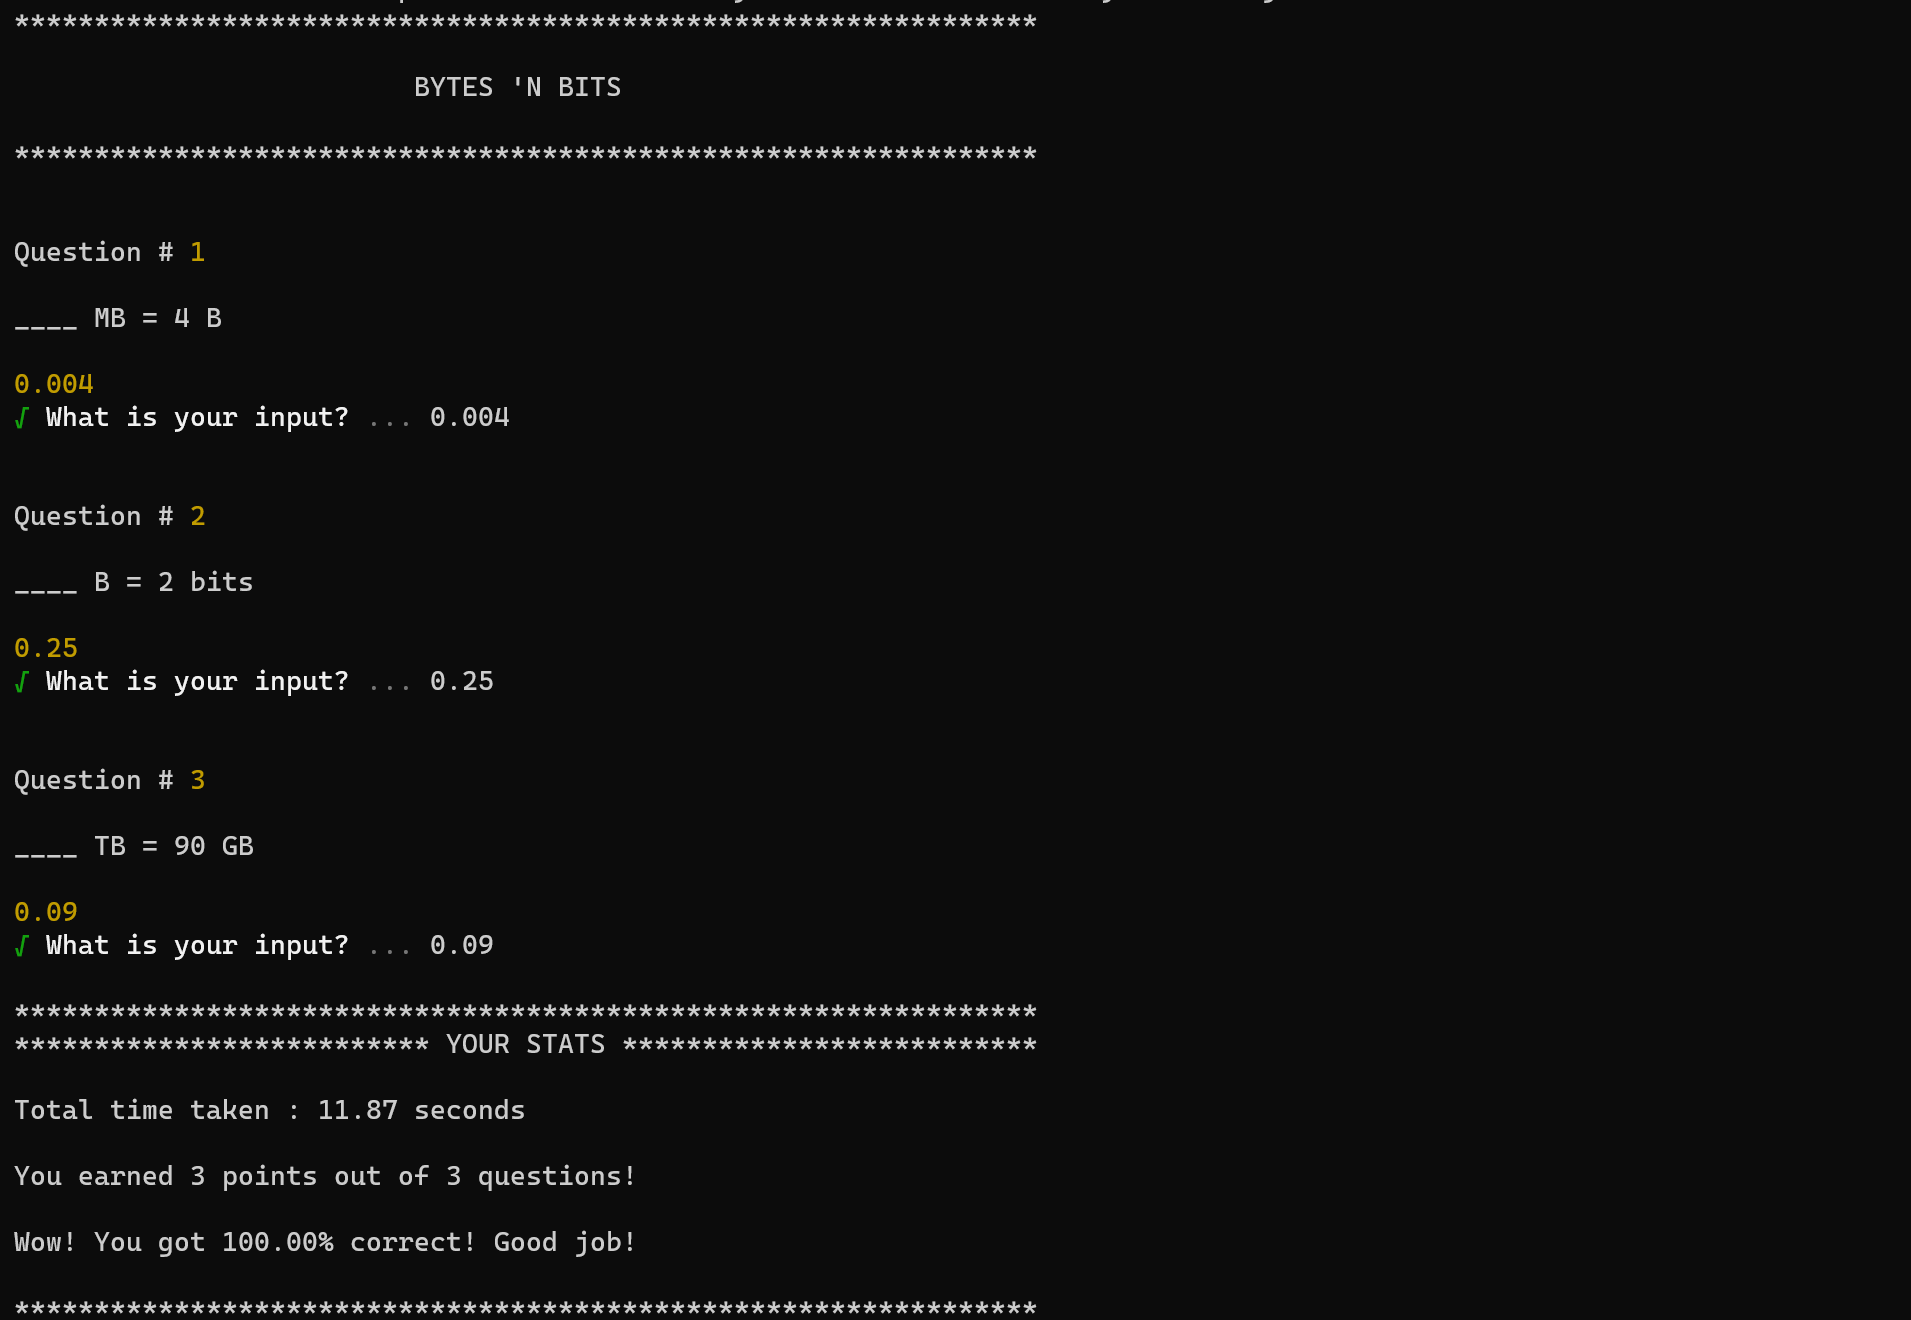 ****************************************************************
BYTES 'N BITS
****************************************************************
Question # 1
____ MB = 4 B
0.004
√ What is your input? ... 0.004
Question # 2
____ B = 2 bits
0.25
√ What is your input? ... 0.25
Question # 3
____ TB = 90 GB
0.09
√ What is your input? ... 0.09
****************************************************************
************************** YOUR STATS **************************
Total time taken : 11.87 seconds
You earned 3 points out of 3 questions!
Wow! You got 100.00% correct! Good job!
****************************************************************